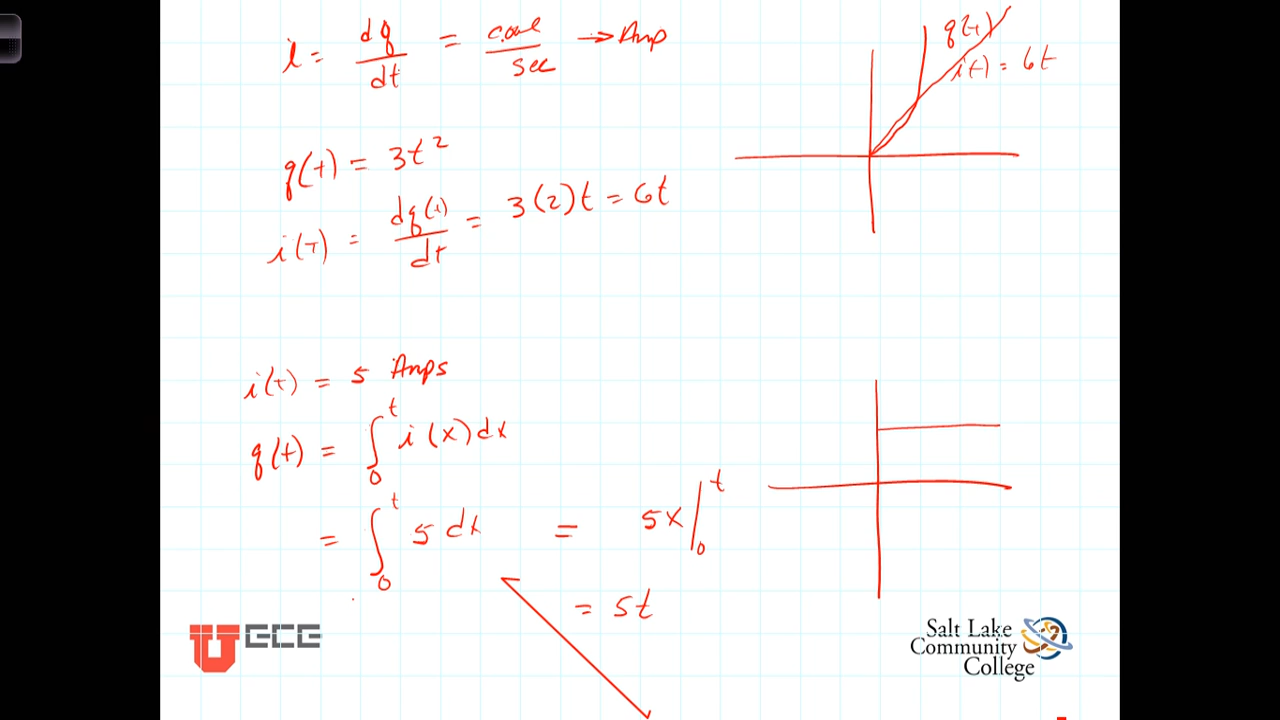 i = dq/dt = coul/sec → Amp
q(t)
i(t) = 6t
q(t) = 3t²
i(t) = dq(t)/dt = 3(2)t = 6t
i(t) = 5 Amps
q(t) = ∫₀ᵗ i(x)dx
= ∫₀ᵗ 5 dx = 5x |₀ᵗ
= 5t
U ECE
Salt Lake
Community
College